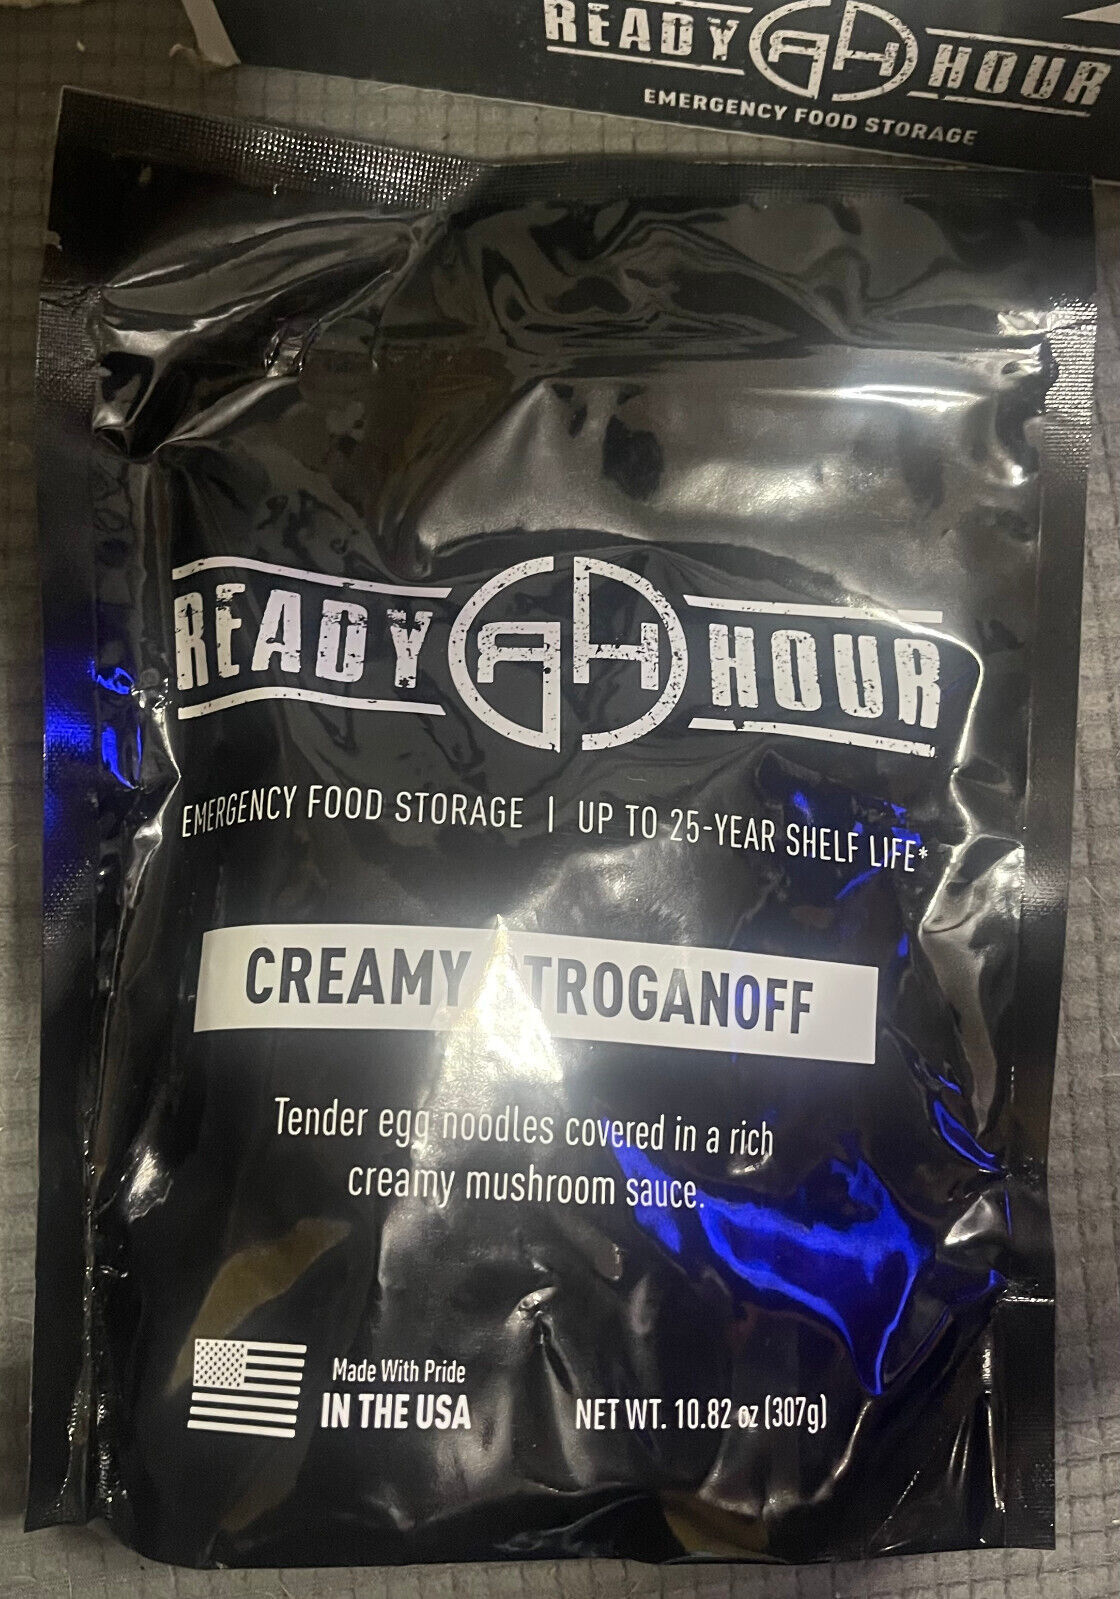 READY RH HOUR
EMERGENCY FOOD STORAGE
READY RH HOUR
EMERGENCY FOOD STORAGE | UP TO 25-YEAR SHELF LIFE*
CREAMY STROGANOFF
Tender egg noodles covered in a rich
creamy mushroom sauce.
Made With Pride
IN THE USA
NET WT. 10.82 oz (307g)